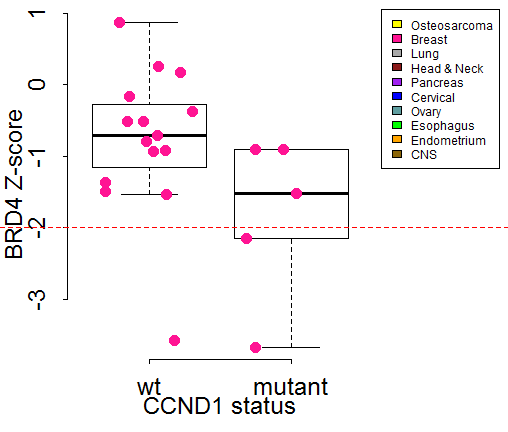 1
0
-1
-2
-3
BRD4 Z-score
wt mutant
CCND1 status
Osteosarcoma
Breast
Lung
Head & Neck
Pancreas
Cervical
Ovary
Esophagus
Endometrium
CNS